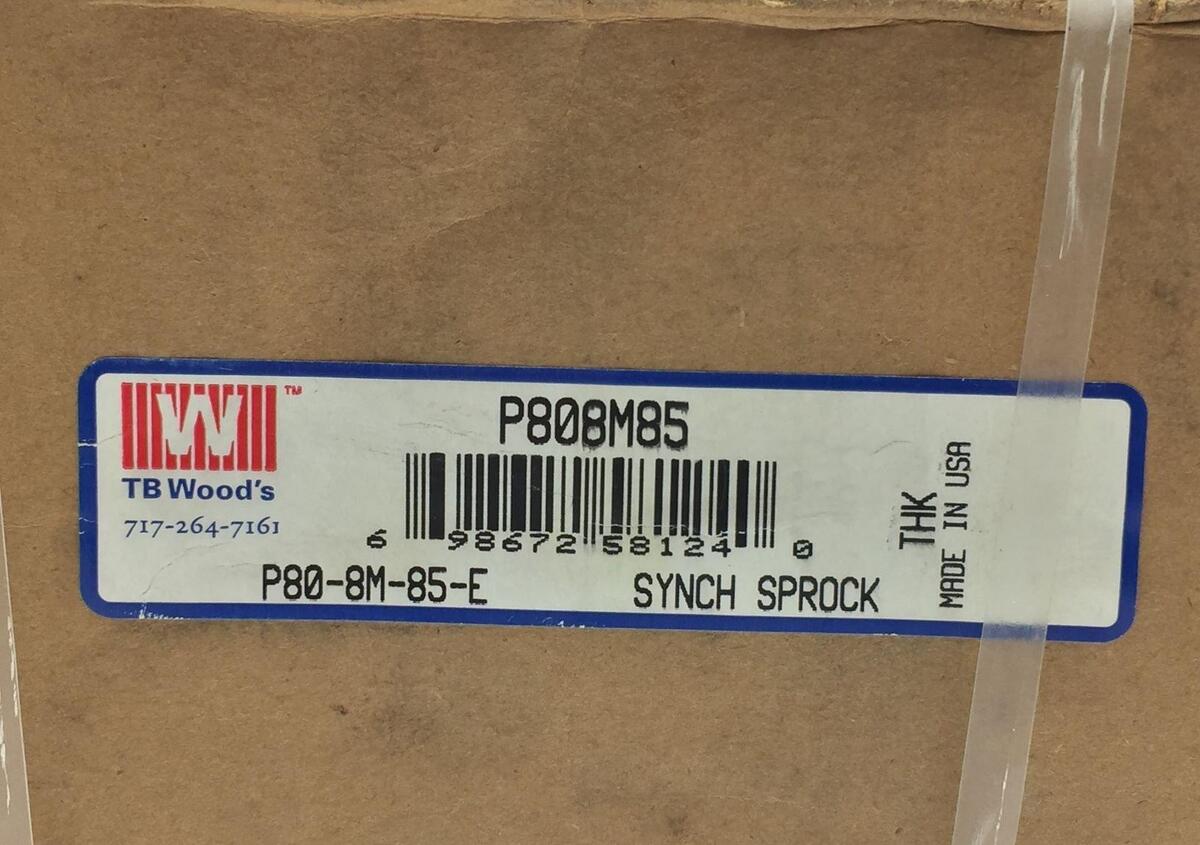 W™
TB Wood's
717-264-7161
P808M85
6 98672 58124 0
P80-8M-85-E
SYNCH SPROCK
THK
MADE IN USA